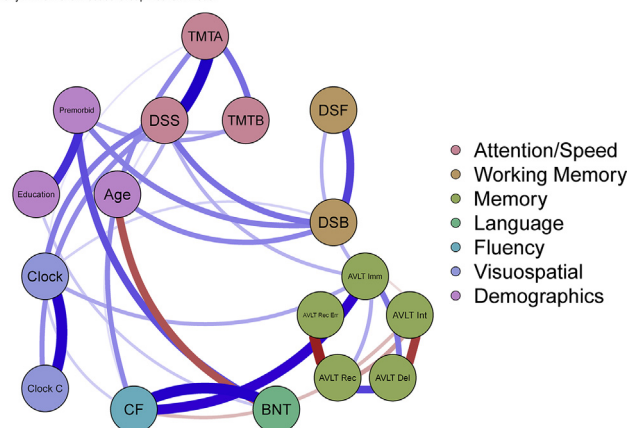 TMTA
Premorbid
DSS
TMTB
DSF
Education
Age
DSB
Clock
AVLT Imm
AVLT Rec Err
AVLT Int
Clock C
AVLT Rec
AVLT Del
CF
BNT
Attention/Speed
Working Memory
Memory
Language
Fluency
Visuospatial
Demographics